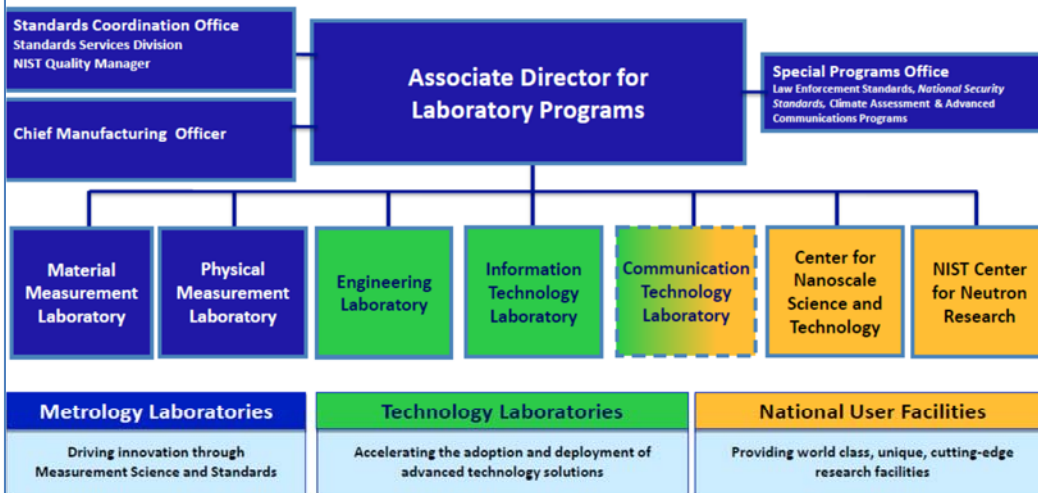 Standards Coordination Office
Standards Services Division
NIST Quality Manager
Chief Manufacturing Officer
Associate Director for
Laboratory Programs
Special Programs Office
Law Enforcement Standards, National Security
Standards, Climate Assessment & Advanced
Communications Programs
Material
Measurement
Laboratory
Physical
Measurement
Laboratory
Engineering
Laboratory
Information
Technology
Laboratory
Communication
Technology
Laboratory
Center for
Nanoscale
Science and
Technology
NIST Center
for Neutron
Research
Metrology Laboratories
Driving innovation through
Measurement Science and Standards
Technology Laboratories
Accelerating the adoption and deployment of
advanced technology solutions
National User Facilities
Providing world class, unique, cutting-edge
research facilities